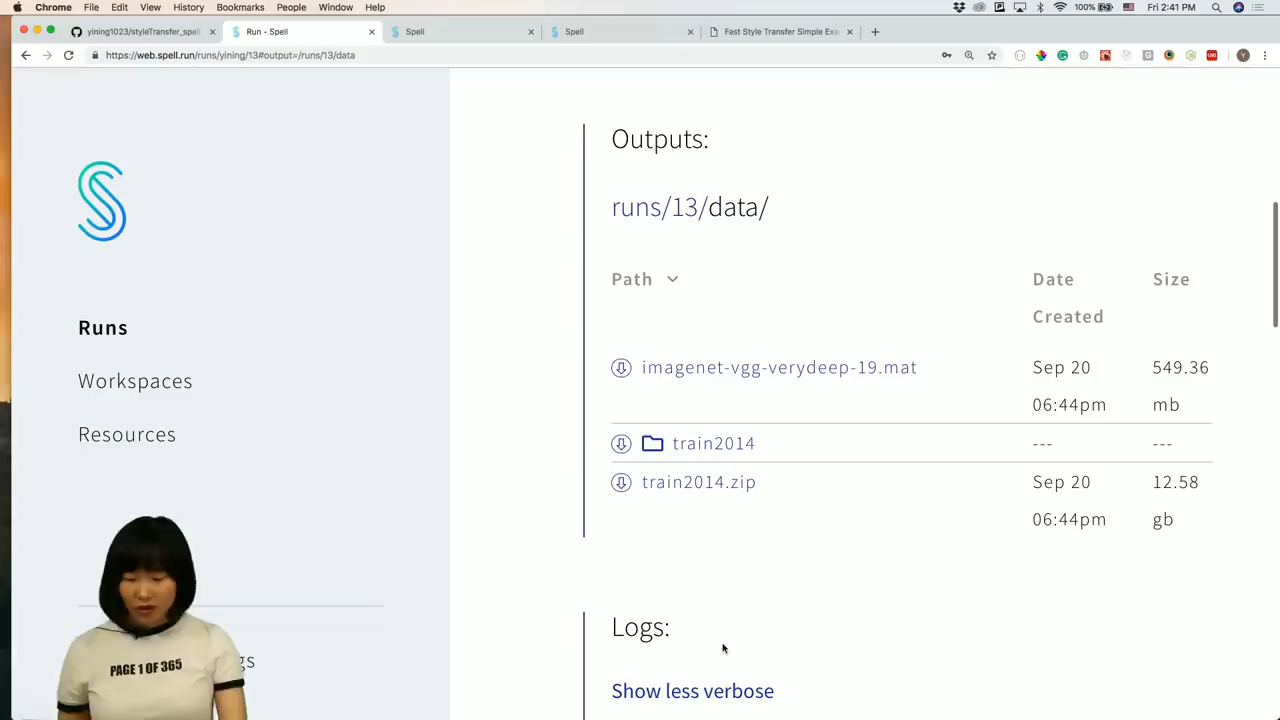 Chrome File Edit View History Bookmarks People Window Help 100% Fri 2:41 PM
yining1023/styleTransfer_spell Run - Spell Spell Spell Fast Style Transfer Simple Exa
https://web.spell.run/runs/yining/13#output=/runs/13/data
Outputs:
runs/13/data/
Path Date Size
Created
imagenet-vgg-verydeep-19.mat Sep 20 549.36
06:44pm mb
train2014 --- ---
train2014.zip Sep 20 12.58
06:44pm gb
Runs
Workspaces
Resources
gs
PAGE 1 OF 365
Logs:
Show less verbose